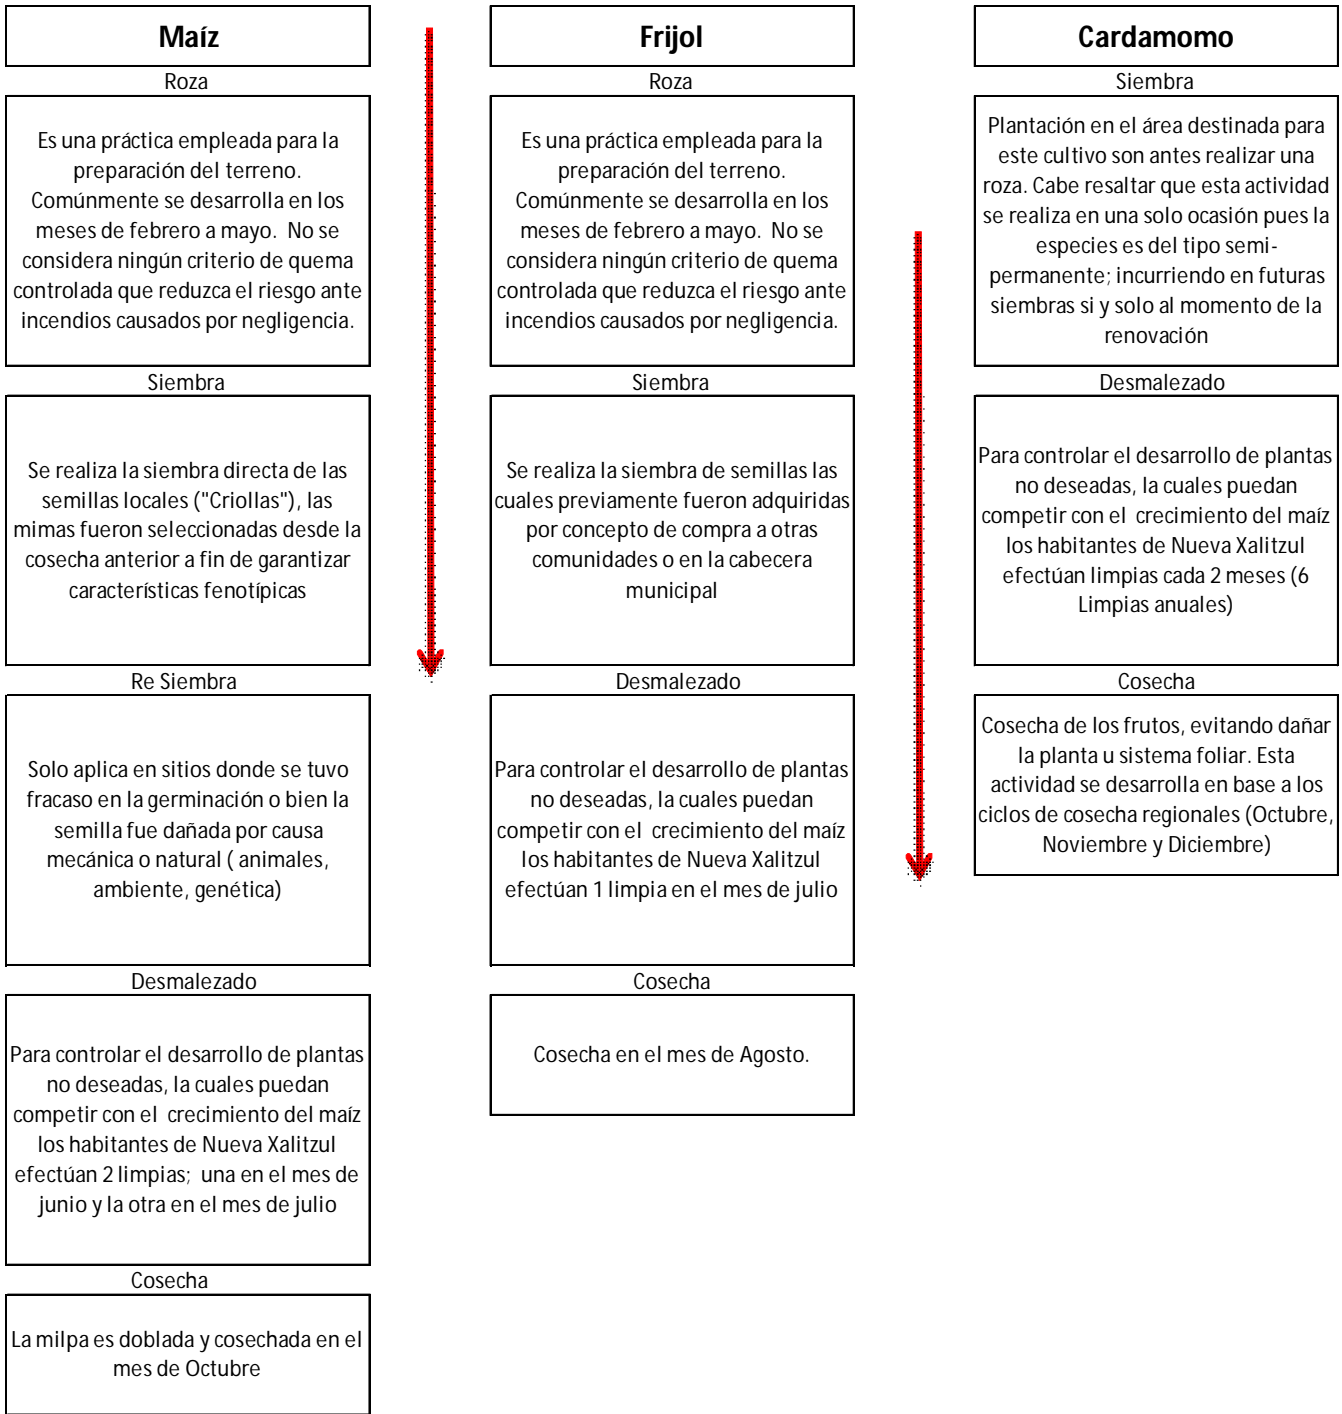 Maíz
Roza
Es una práctica empleada para la
preparación del terreno.
Comúnmente se desarrolla en los
meses de febrero a mayo.  No se
considera ningún criterio de quema
controlada que reduzca el riesgo ante
incendios causados por negligencia.
Siembra
Se realiza la siembra directa de las
semillas locales ("Criollas"), las
mimas fueron seleccionadas desde la
cosecha anterior a fin de garantizar
características fenotípicas
Re Siembra
Solo aplica en sitios donde se tuvo
fracaso en la germinación o bien la
semilla fue dañada por causa
mecánica o natural ( animales,
ambiente, genética)
Desmalezado
Para controlar el desarrollo de plantas
no deseadas, la cuales puedan
competir con el  crecimiento del maíz
los habitantes de Nueva Xalitzul
efectúan 2 limpias;  una en el mes de
junio y la otra en el mes de julio
Cosecha
La milpa es doblada y cosechada en el
mes de Octubre
Frijol
Roza
Es una práctica empleada para la
preparación del terreno.
Comúnmente se desarrolla en los
meses de febrero a mayo.  No se
considera ningún criterio de quema
controlada que reduzca el riesgo ante
incendios causados por negligencia.
Siembra
Se realiza la siembra de semillas las
cuales previamente fueron adquiridas
por concepto de compra a otras
comunidades o en la cabecera
municipal
Desmalezado
Para controlar el desarrollo de plantas
no deseadas, la cuales puedan
competir con el  crecimiento del maíz
los habitantes de Nueva Xalitzul
efectúan 1 limpia en el mes de julio
Cosecha
Cosecha en el mes de Agosto.
Cardamomo
Siembra
Plantación en el área destinada para
este cultivo son antes realizar una
roza. Cabe resaltar que esta actividad
se realiza en una solo ocasión pues la
especies es del tipo semi-
permanente; incurriendo en futuras
siembras si y solo al momento de la
renovación
Desmalezado
Para controlar el desarrollo de plantas
no deseadas, la cuales puedan
competir con el  crecimiento del maíz
los habitantes de Nueva Xalitzul
efectúan limpias cada 2 meses (6
Limpias anuales)
Cosecha
Cosecha de los frutos, evitando dañar
la planta u sistema foliar. Esta
actividad se desarrolla en base a los
ciclos de cosecha regionales (Octubre,
Noviembre y Diciembre)